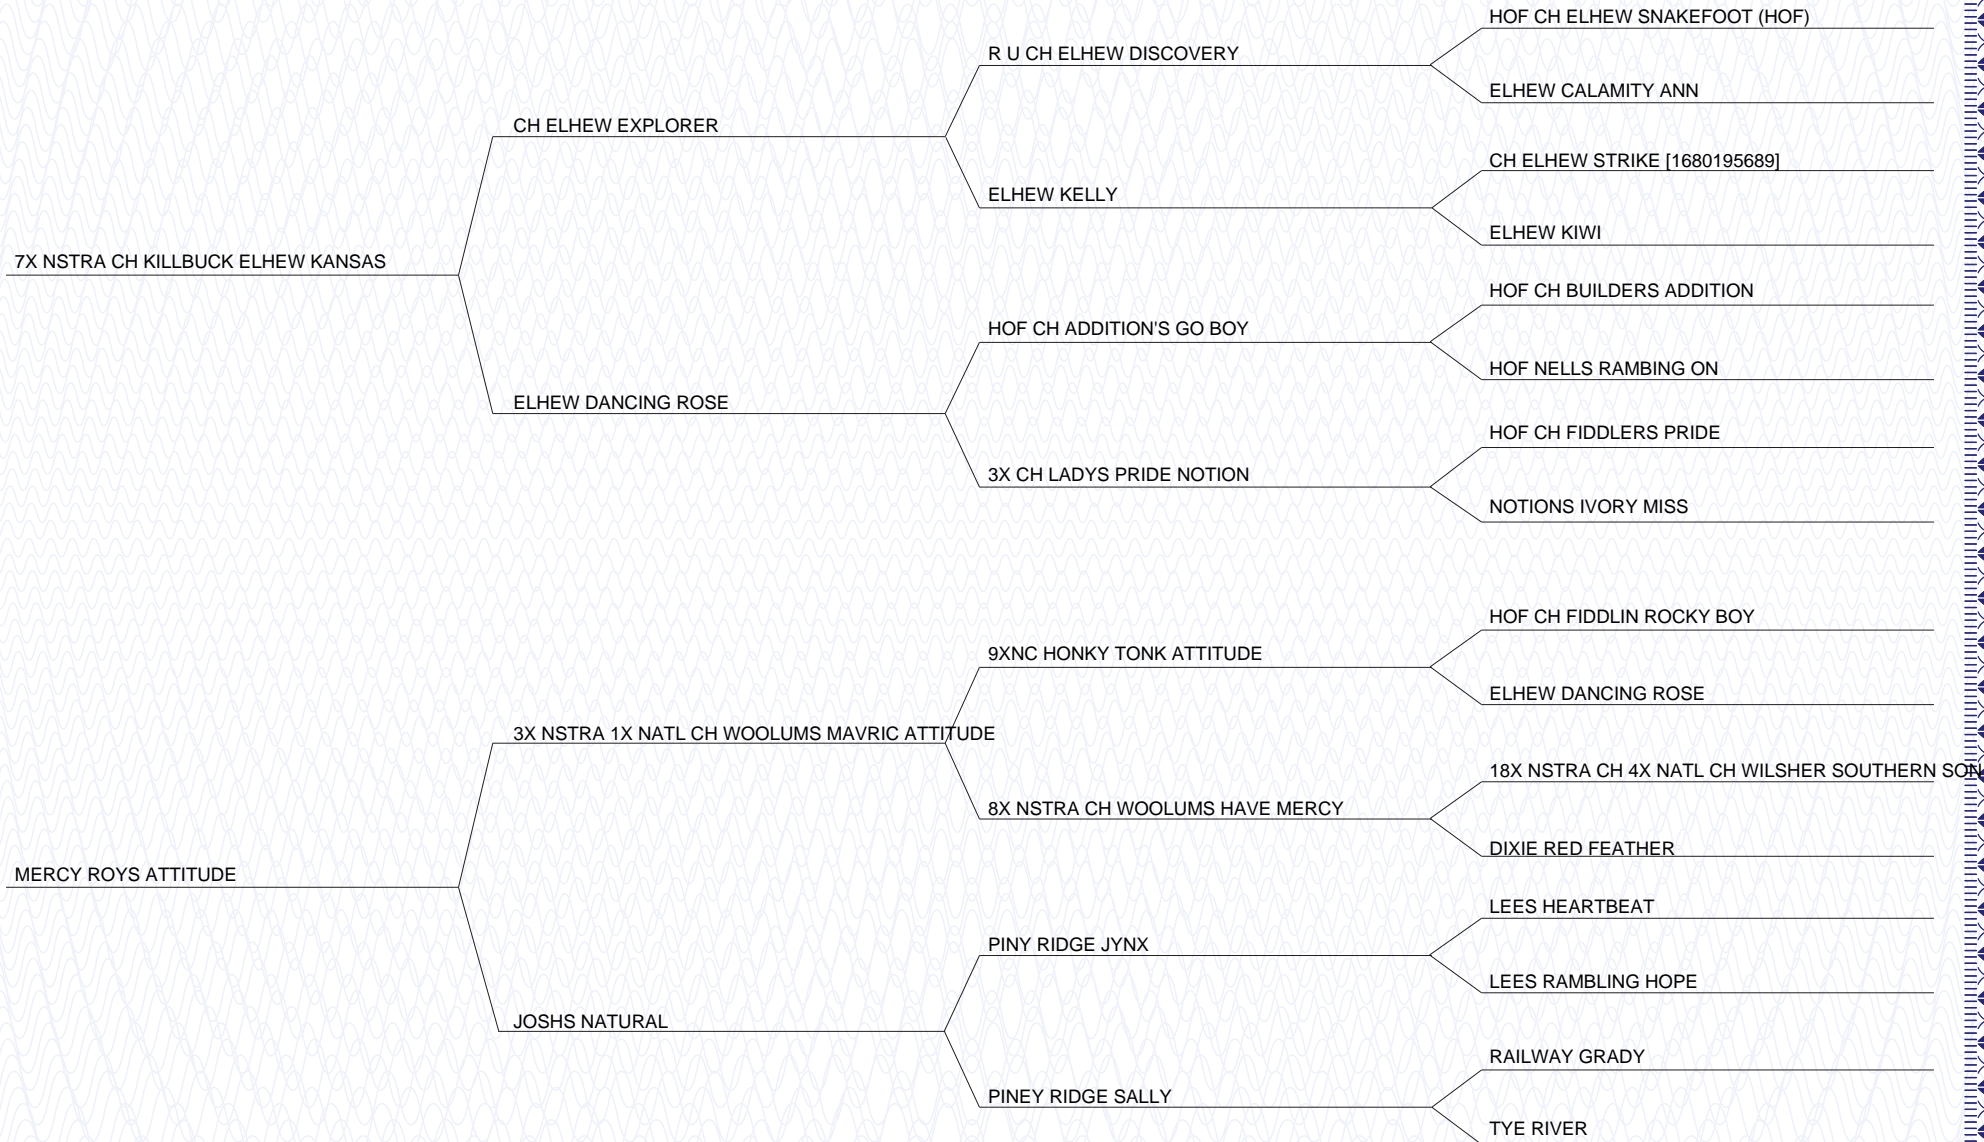 HOF CH ELHEW SNAKEFOOT (HOF)
R U CH ELHEW DISCOVERY
ELHEW CALAMITY ANN
CH ELHEW EXPLORER
CH ELHEW STRIKE [1680195689]
ELHEW KELLY
ELHEW KIWI
7X NSTRA CH KILLBUCK ELHEW KANSAS
HOF CH BUILDERS ADDITION
HOF CH ADDITION'S GO BOY
HOF NELLS RAMBING ON
ELHEW DANCING ROSE
HOF CH FIDDLERS PRIDE
3X CH LADYS PRIDE NOTION
NOTIONS IVORY MISS
HOF CH FIDDLIN ROCKY BOY
9XNC HONKY TONK ATTITUDE
ELHEW DANCING ROSE
3X NSTRA 1X NATL CH WOOLUMS MAVRIC ATTITUDE
18X NSTRA CH 4X NATL CH WILSHER SOUTHERN SON
8X NSTRA CH WOOLUMS HAVE MERCY
DIXIE RED FEATHER
MERCY ROYS ATTITUDE
LEES HEARTBEAT
PINY RIDGE JYNX
LEES RAMBLING HOPE
JOSHS NATURAL
RAILWAY GRADY
PINEY RIDGE SALLY
TYE RIVER